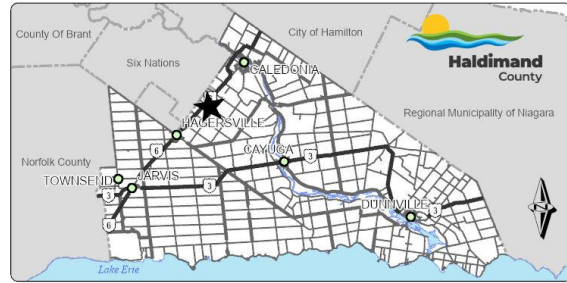 County Of Brant
City of Hamilton
Haldimand
County
Six Nations
CALEDONIA
Regional Municipality of Niagara
HAGERSVILLE
6
CAYUGA
3
Norfolk County
TOWNSEND
JARVIS
3
3
DUNNVILLE
3
6
Lake Erie